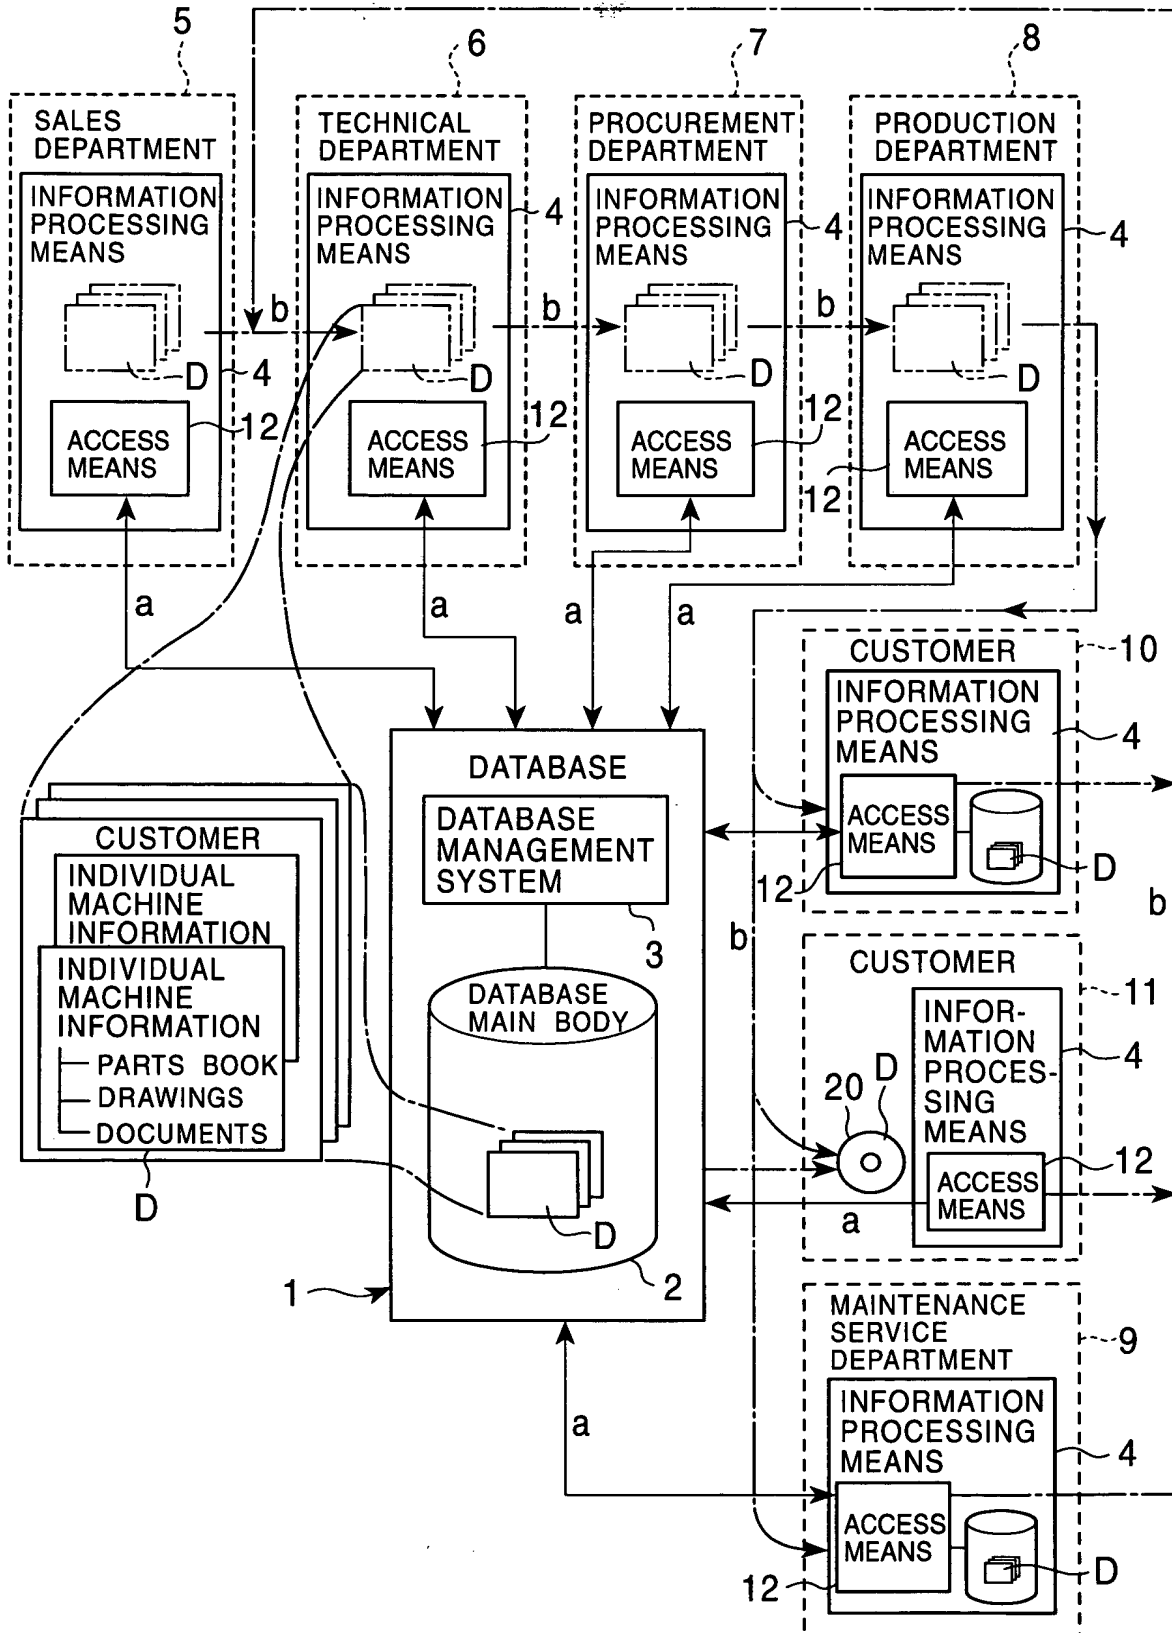 5
6
7
8
SALES
DEPARTMENT
INFORMATION
PROCESSING
MEANS
D
4
12
ACCESS
MEANS
a
TECHNICAL
DEPARTMENT
INFORMATION
PROCESSING
MEANS
4
b
D
12
ACCESS
MEANS
a
PROCUREMENT
DEPARTMENT
INFORMATION
PROCESSING
MEANS
4
b
D
12
ACCESS
MEANS
a
PRODUCTION
DEPARTMENT
INFORMATION
PROCESSING
MEANS
4
b
D
12
ACCESS
MEANS
a
CUSTOMER
INDIVIDUAL
MACHINE
INFORMATION
INDIVIDUAL
MACHINE
INFORMATION
PARTS BOOK
DRAWINGS
DOCUMENTS
D
DATABASE
DATABASE
MANAGEMENT
SYSTEM
3
DATABASE
MAIN BODY
D
2
1
a
b
CUSTOMER
10
INFORMATION
PROCESSING
MEANS
4
ACCESS
MEANS
12
D
b
CUSTOMER
11
INFOR-
MATION
PROCES-
SING
MEANS
4
20
D
12
ACCESS
MEANS
a
MAINTENANCE
SERVICE
DEPARTMENT
9
INFORMATION
PROCESSING
MEANS
4
ACCESS
MEANS
12
D